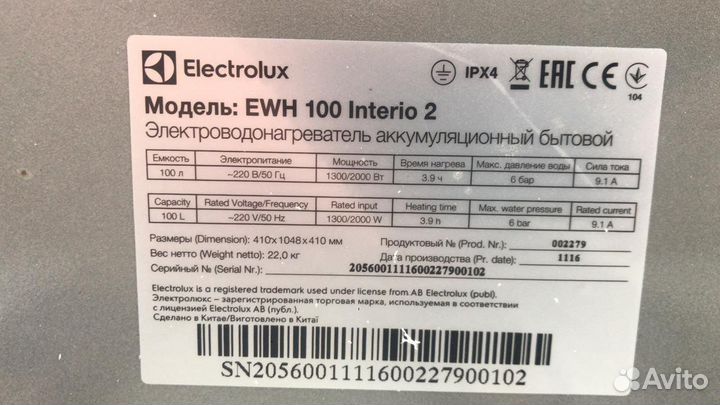 Electrolux
IPX4 EAC CE
104
Модель: EWH 100 Interio 2
Электроводонагреватель аккумуляционный бытовой
Емкость Электропитание Мощность Время нагрева Макс. давление воды Сила тока
100 л ~220 В/50 Гц 1300/2000 Вт 3.9 ч 6 бар 9.1 А
Capacity Rated Voltage/Frequency Rated input Heating time Max. water pressure Rated current
100 L ~220 V/50 Hz 1300/2000 W 3.9 h 6 bar 9.1 A
Размеры (Dimension): 410x1048x410 мм
Вес нетто (Weight netto): 22,0 кг
Серийный № (Serial Nr.): 2056001111600227900102
Продуктовый № (Prod. Nr.): 002279
Дата производства (Pr. date): 1116
Electrolux is a registered trademark used under license from AB Electrolux (publ).
Электролюкс – зарегистрированная торговая марка, используемая в соответствии
с лицензией Electrolux AB (публ.).
Сделано в Китае/Виготовлено в Китаї
SN2056001111600227900102
Avito